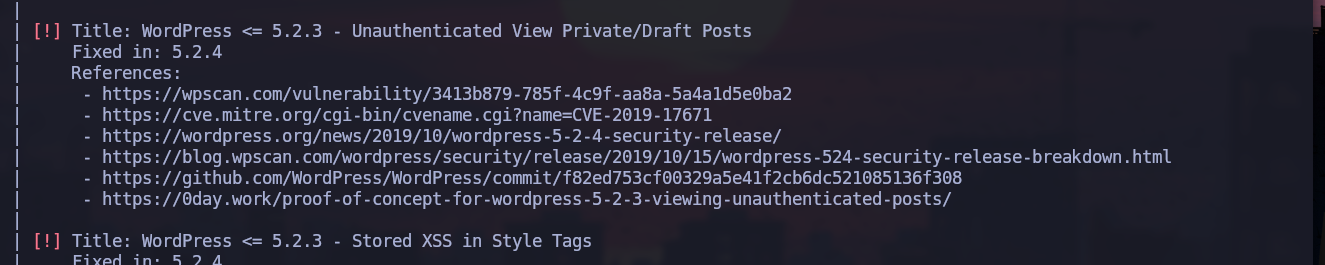 |
| [!] Title: WordPress <= 5.2.3 - Unauthenticated View Private/Draft Posts
|     Fixed in: 5.2.4
|     References:
|      - https://wpscan.com/vulnerability/3413b879-785f-4c9f-aa8a-5a4a1d5e0ba2
|      - https://cve.mitre.org/cgi-bin/cvename.cgi?name=CVE-2019-17671
|      - https://wordpress.org/news/2019/10/wordpress-5-2-4-security-release/
|      - https://blog.wpscan.com/wordpress/security/release/2019/10/15/wordpress-524-security-release-breakdown.html
|      - https://github.com/WordPress/WordPress/commit/f82ed753cf00329a5e41f2cb6dc521085136f308
|      - https://0day.work/proof-of-concept-for-wordpress-5-2-3-viewing-unauthenticated-posts/
|
| [!] Title: WordPress <= 5.2.3 - Stored XSS in Style Tags
|     Fixed in: 5.2.4